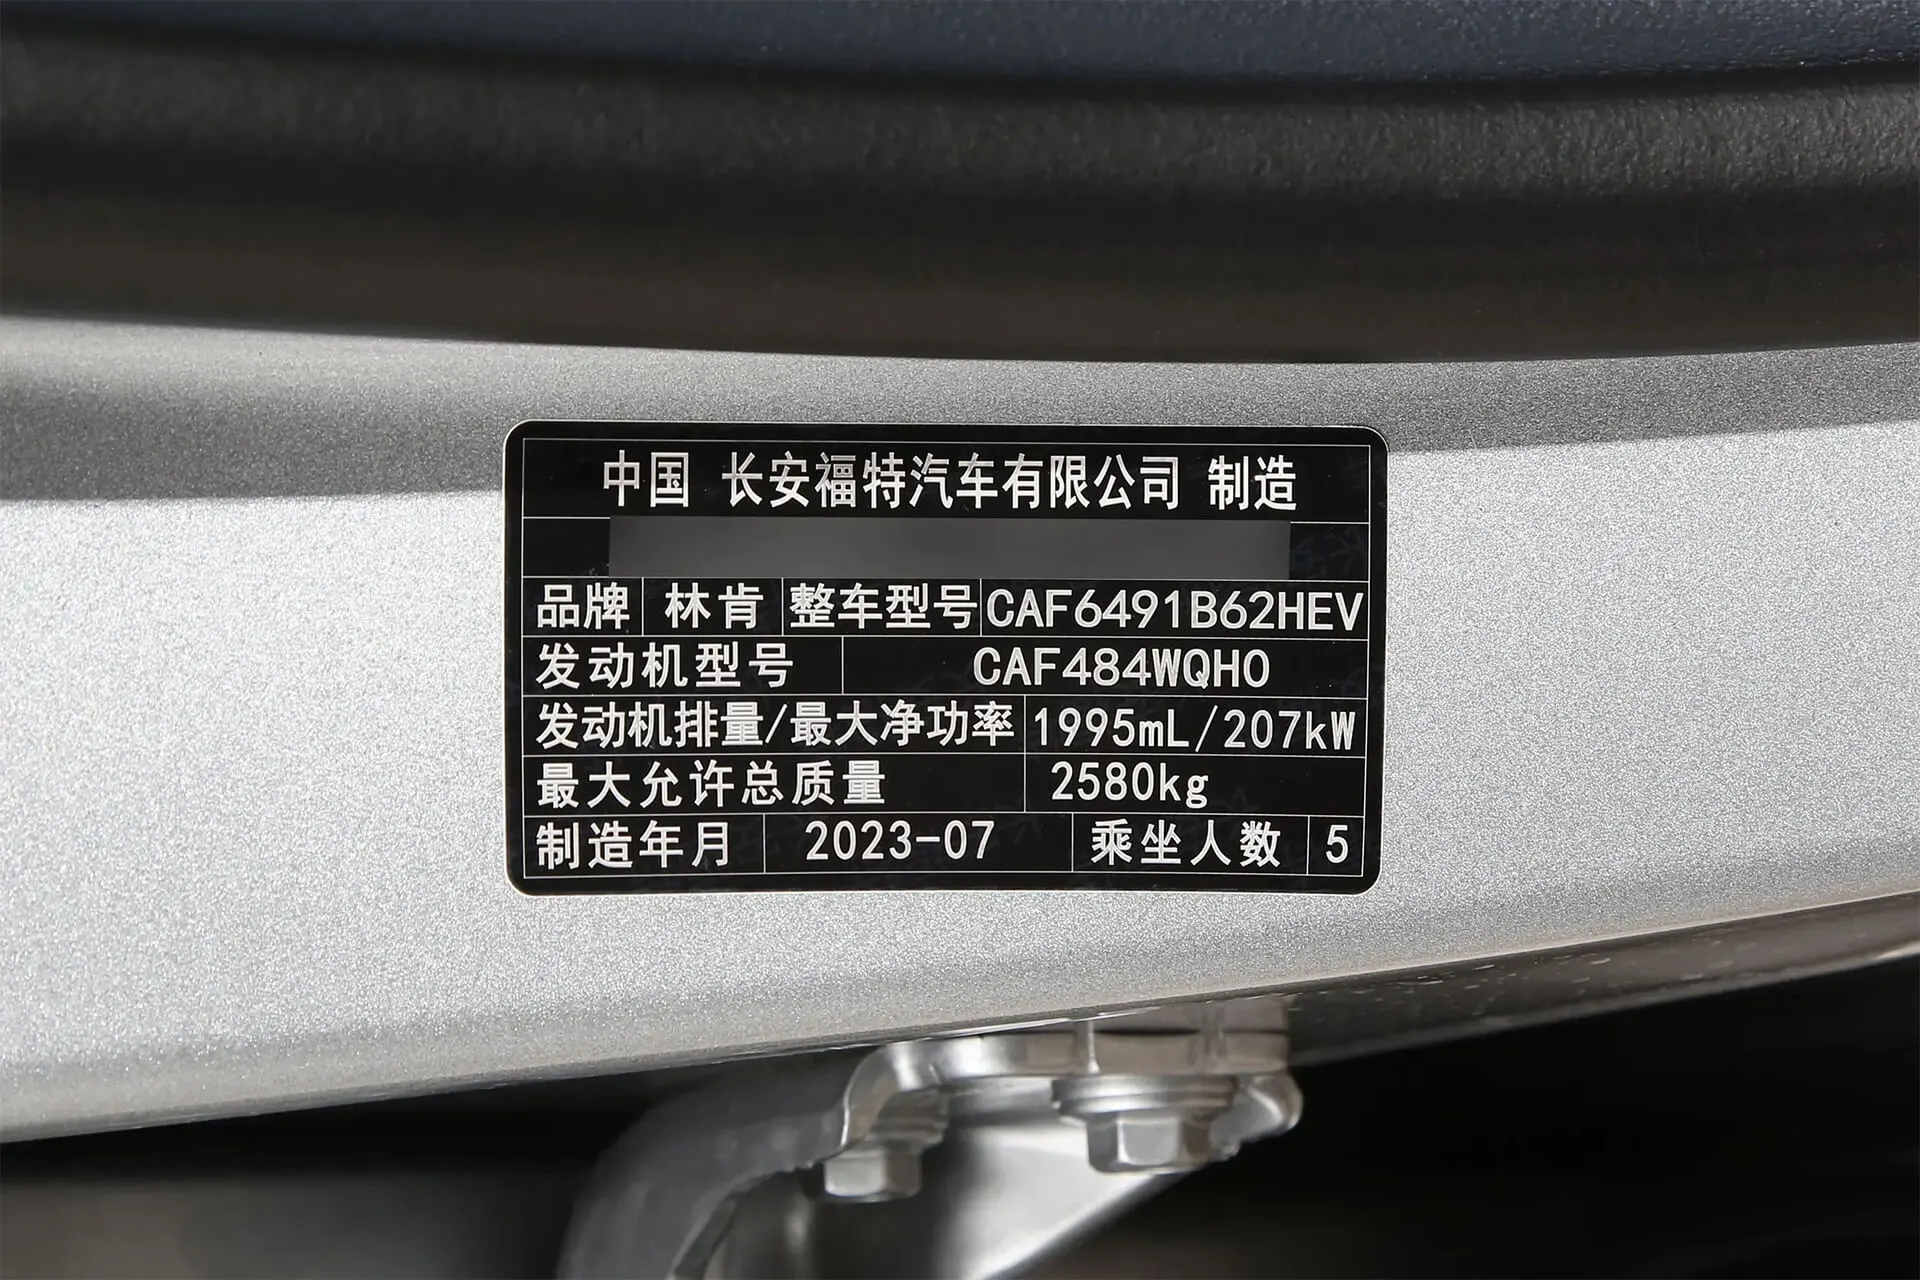 中国 长安福特汽车有限公司 制造
品牌 林肯 整车型号 CAF6491B62HEV
发动机型号 CAF484WQH0
发动机排量/最大净功率 1995mL/207kW
最大允许总质量 2580kg
制造年月 2023-07 乘坐人数 5